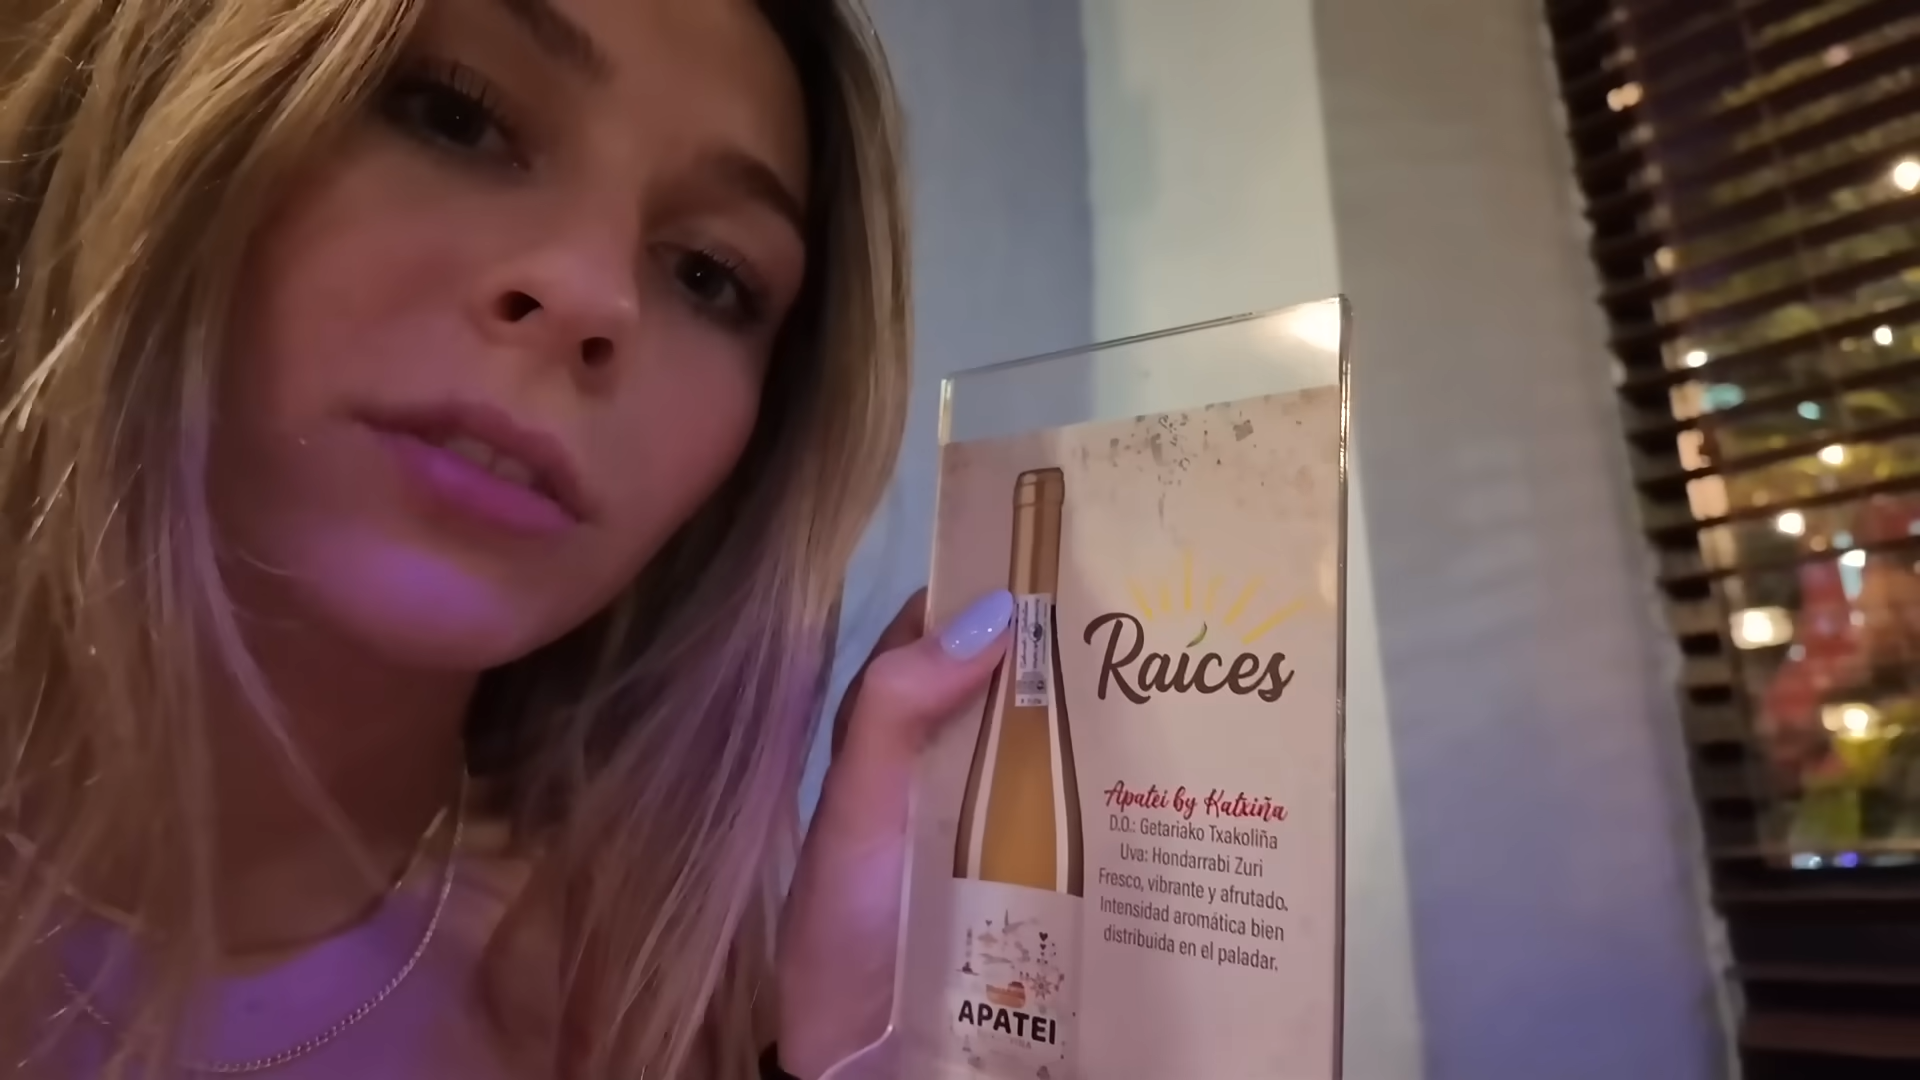 Raíces
Apatei by Katxiña
D.O.: Getariako Txakoliña
Uva: Hondarrabi Zuri
Fresco, vibrante y afrutado.
Intensidad aromática bien
distribuida en el paladar.
APATEI